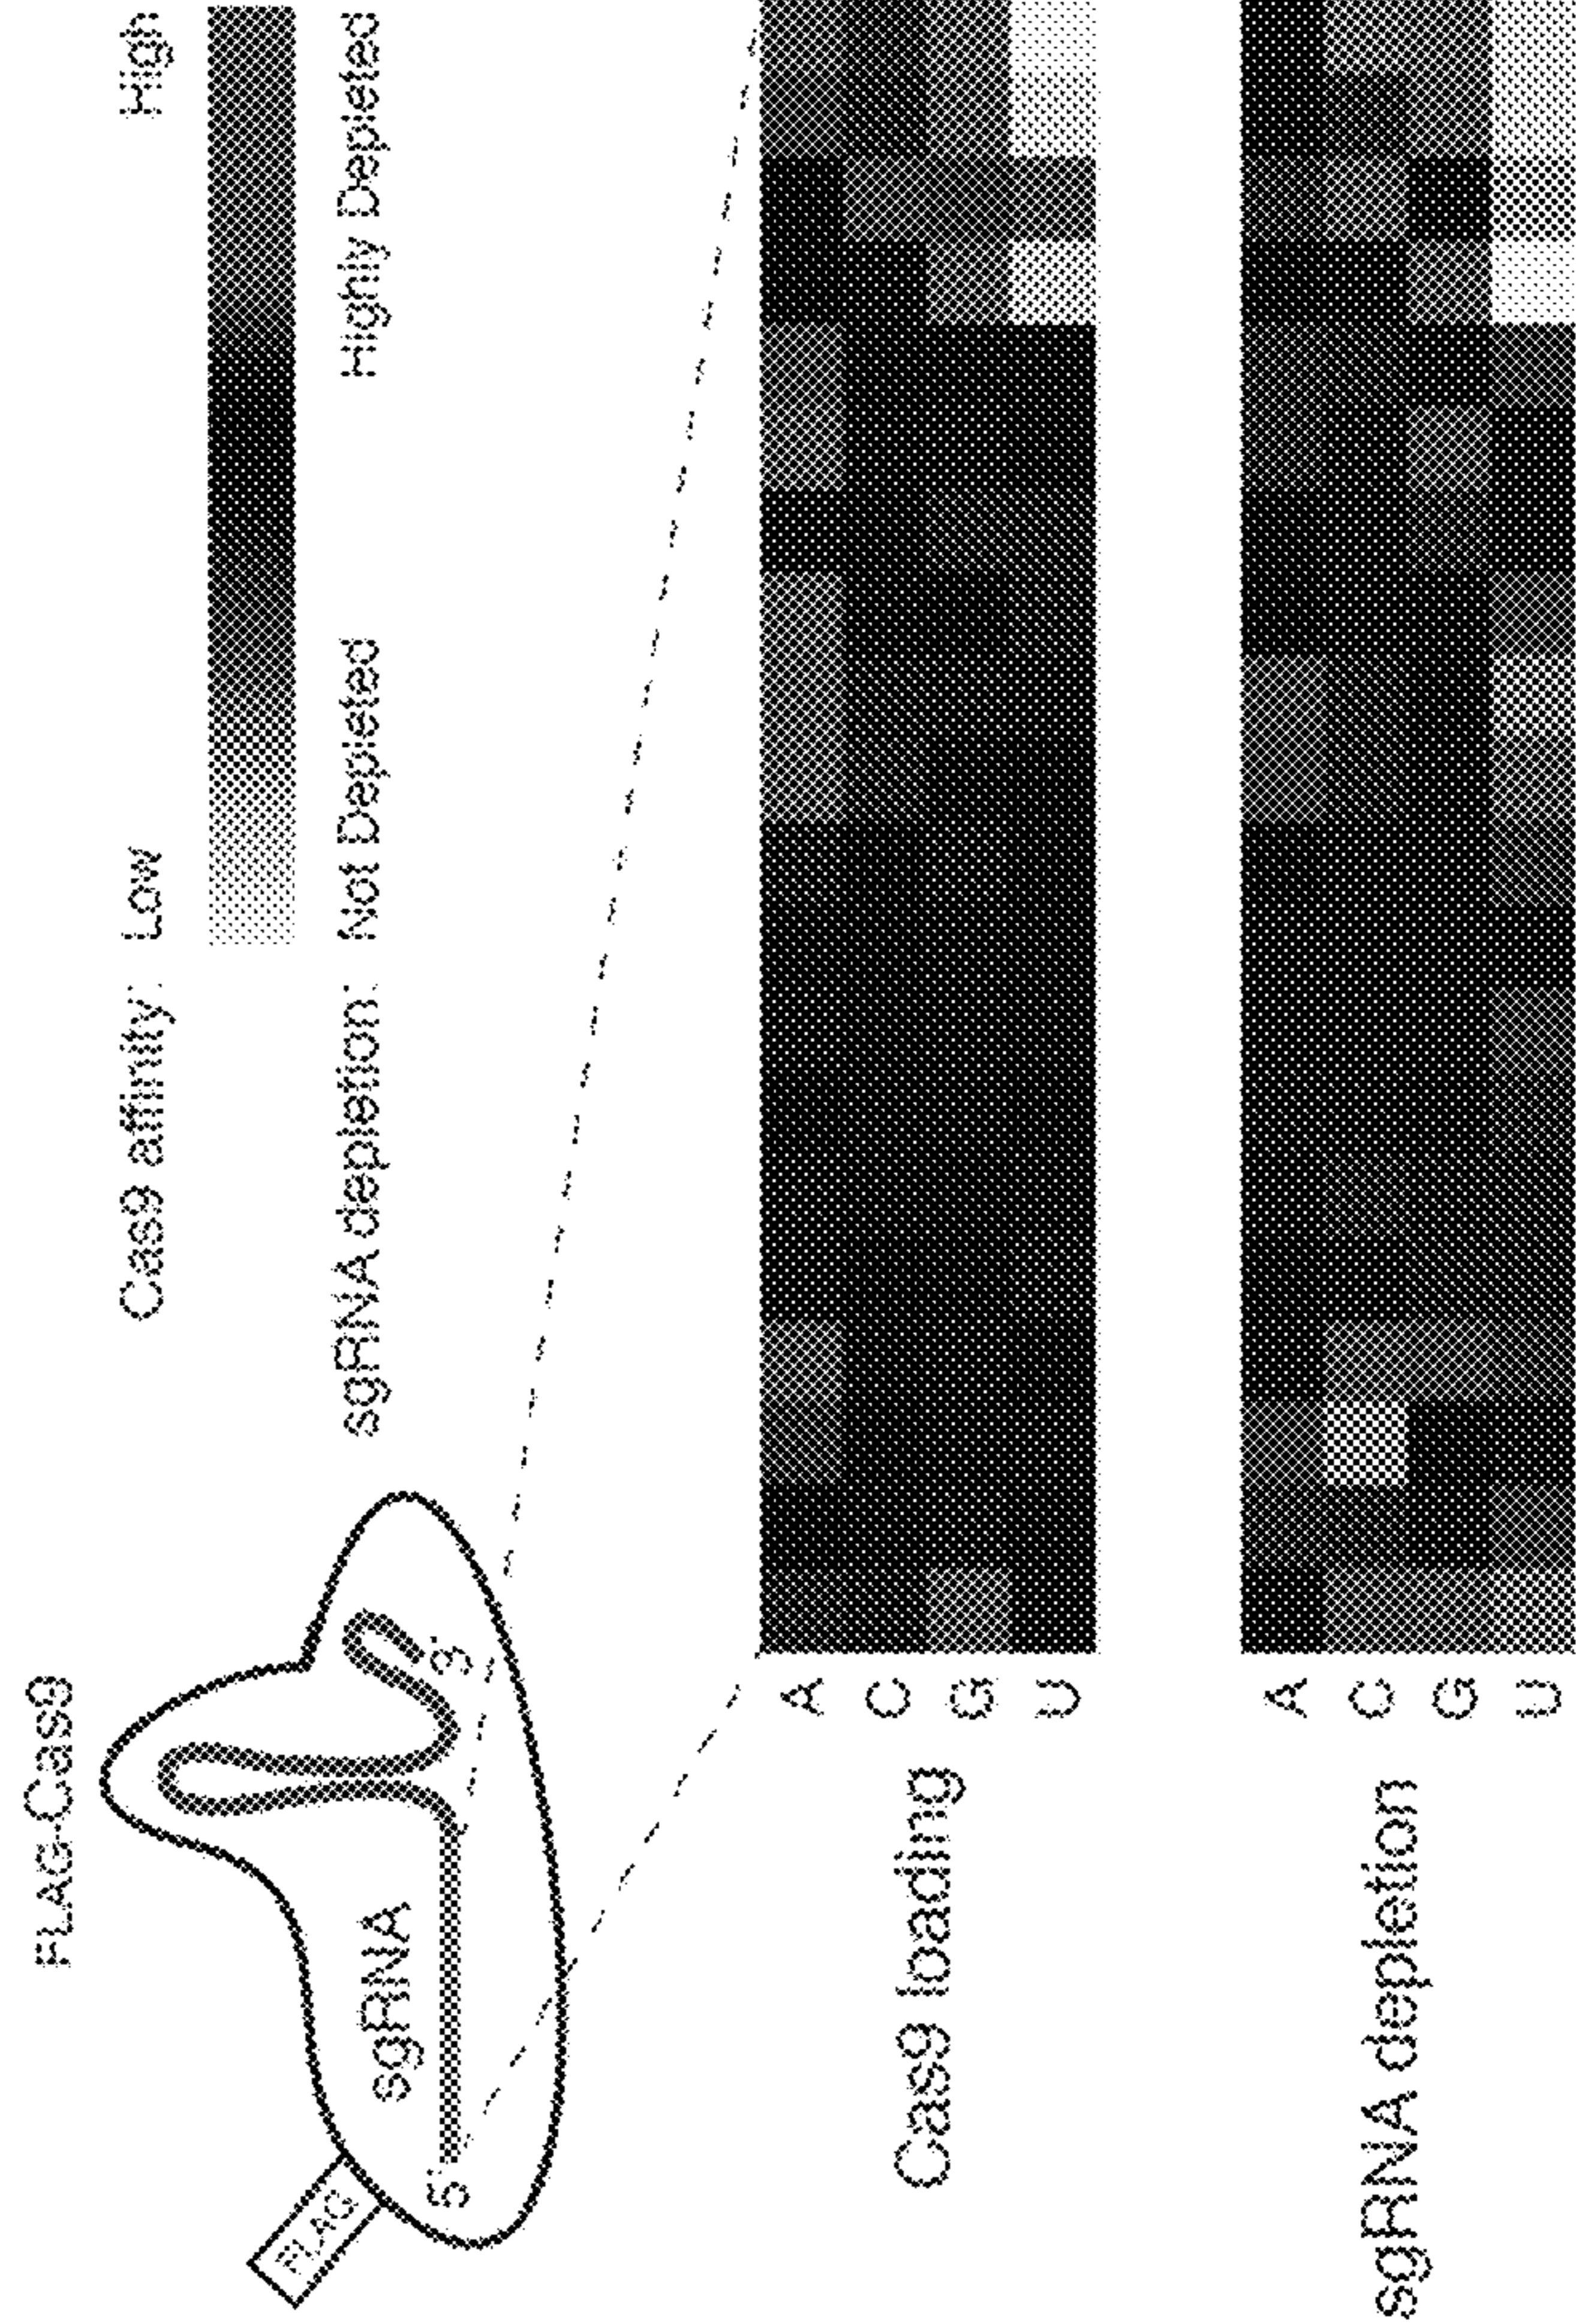 FLAG-Cas9
FLAG
sgRNA
5'
3'
Cas9 affinity: Low High
sgRNA depletion: Not Depleted Highly Depleted
Cas9 loading
A
C
G
U
sgRNA depletion
A
C
G
U